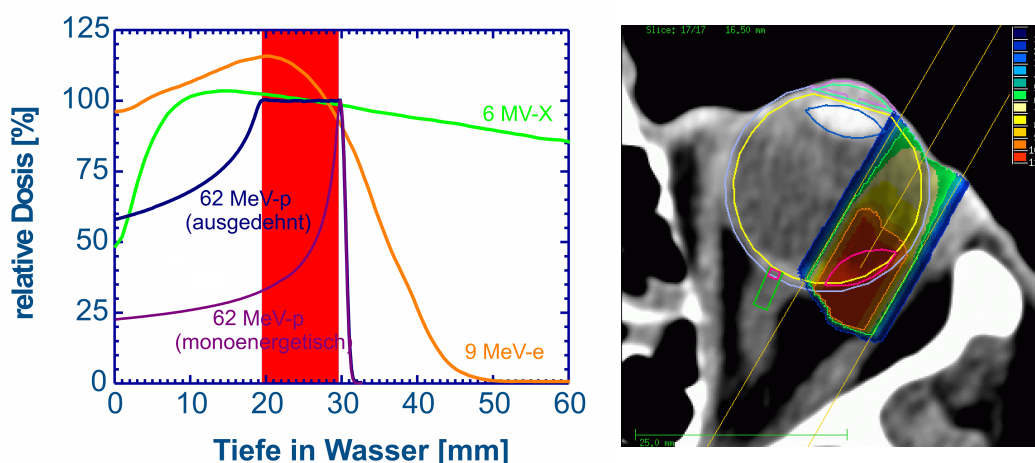 125
100
75
50
25
0
relative Dosis [%]
6 MV-X
62 MeV-p
(ausgedehnt)
62 MeV-p
(monoenergetisch)
9 MeV-e
0 10 20 30 40 50 60
Tiefe in Wasser [mm]
Slice: 17/17 16.50 mm
25.0 mm